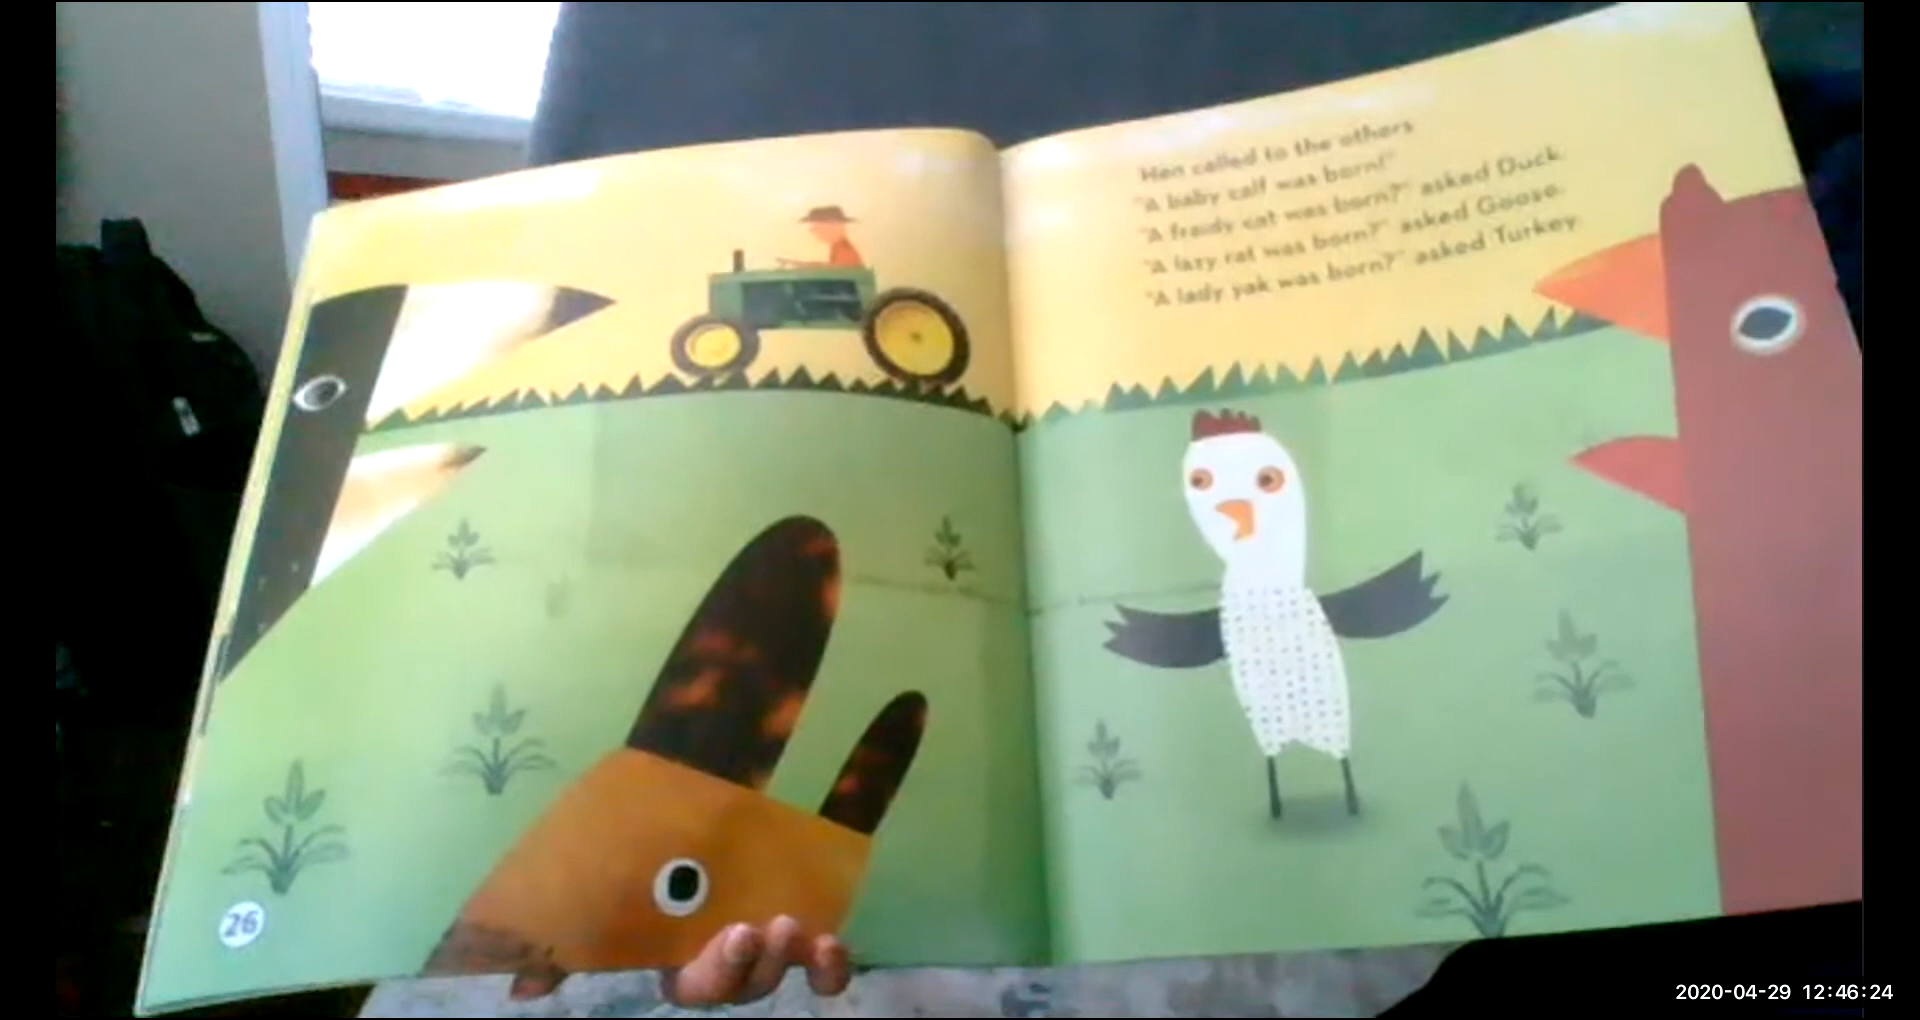 Hen called to the others
"A baby calf was born!"
"A fraidy cat was born?" asked Duck.
"A lazy rat was born?" asked Goose.
"A lady yak was born?" asked Turkey.
26
2020-04-29 12:46:24